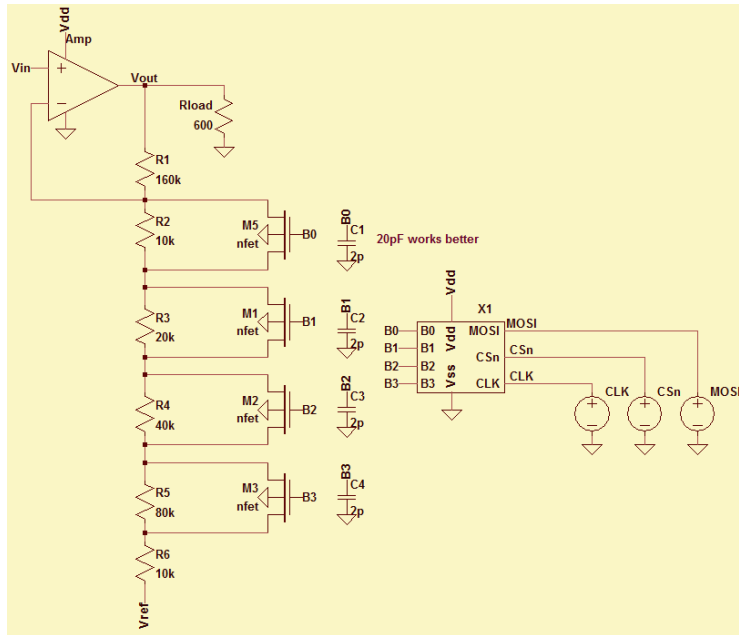 Vdd
Amp
Vin
Vout
Rload
600
R1
160k
R2
10k
M5
nfet
B0
B0
C1
2p
20pF works better
R3
20k
M1
nfet
B1
B1
C2
2p
R4
40k
M2
nfet
B2
B2
C3
2p
R5
80k
M3
nfet
B3
B3
C4
2p
R6
10k
Vref
Vdd
X1
B0 B0 Vdd MOSI MOSI
B1 B1 CSn CSn
B2 B2 Vss
B3 B3 CLK CLK
CLK CSn MOSI